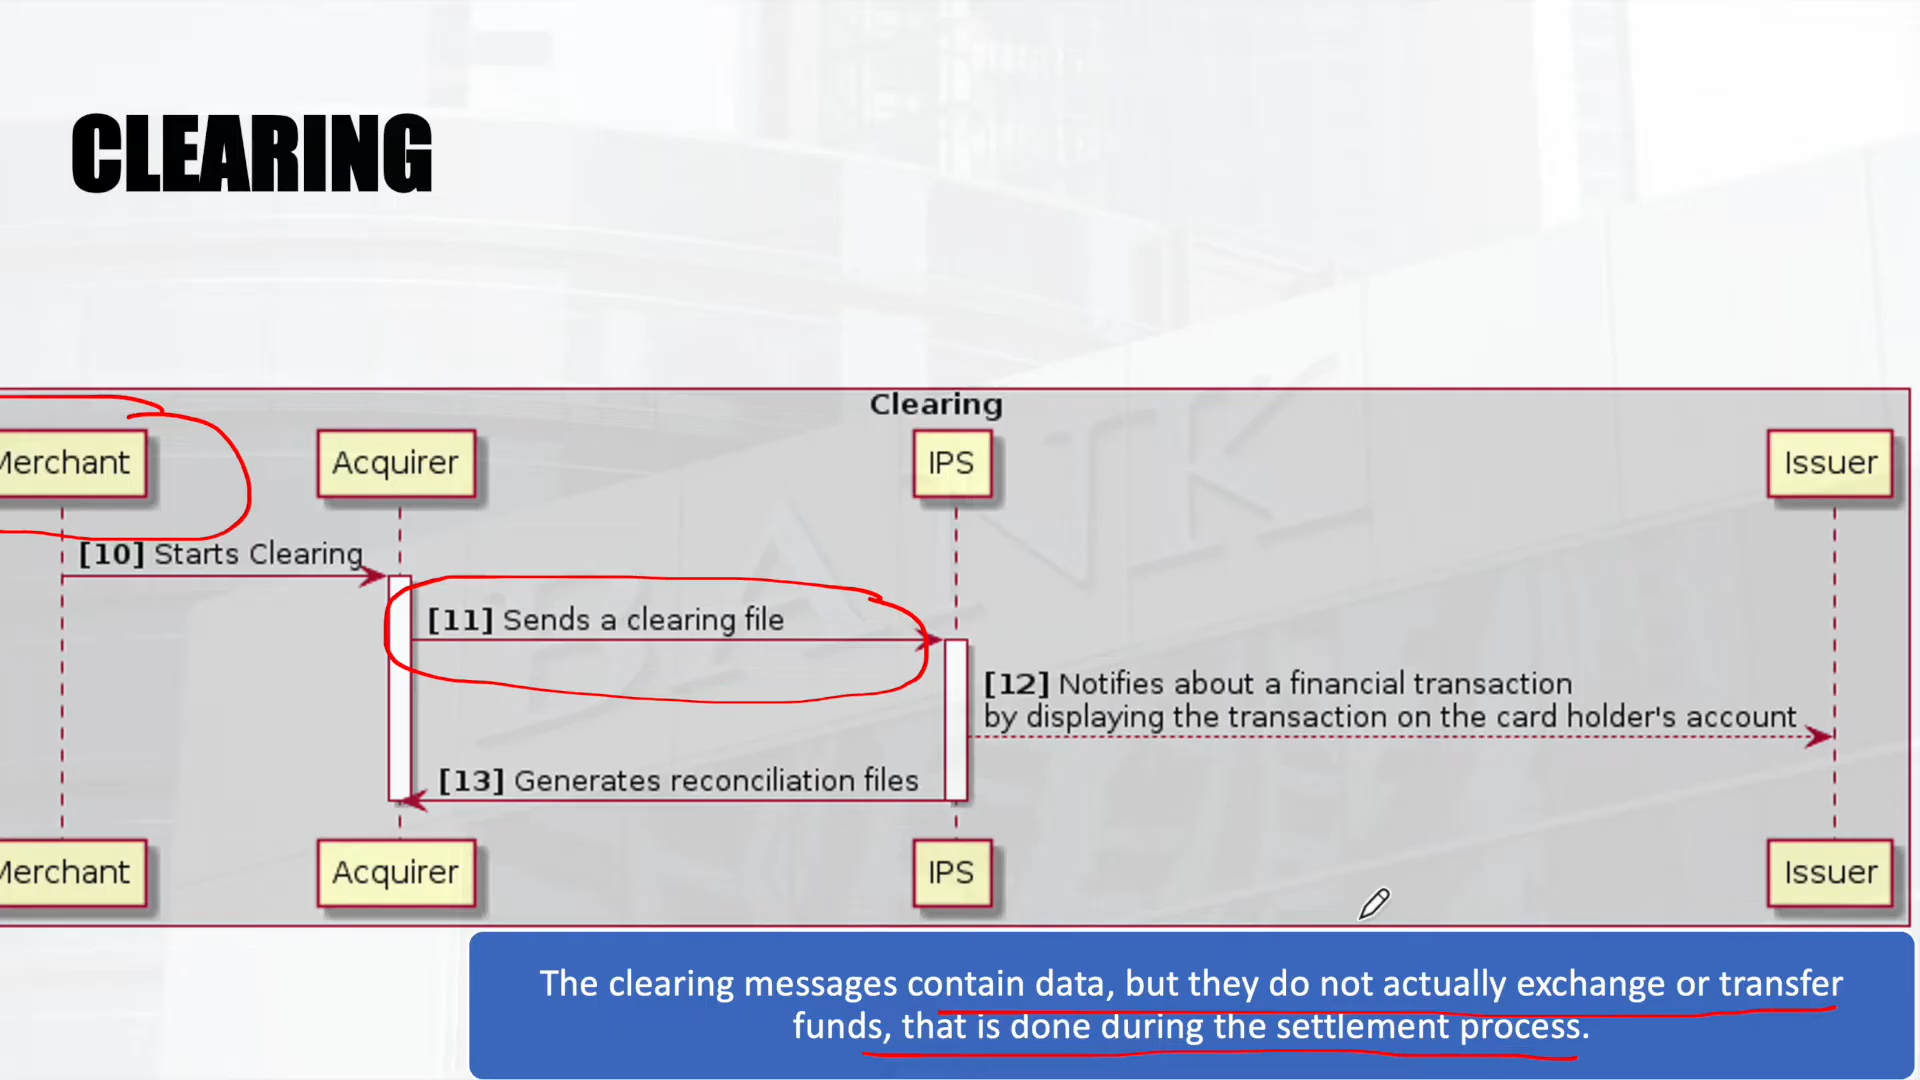 CLEARING
Clearing
Merchant
Acquirer
IPS
Issuer
[10] Starts Clearing
[11] Sends a clearing file
[12] Notifies about a financial transaction
by displaying the transaction on the card holder's account
[13] Generates reconciliation files
Merchant
Acquirer
IPS
Issuer
The clearing messages contain data, but they do not actually exchange or transfer
funds, that is done during the settlement process.
BANK